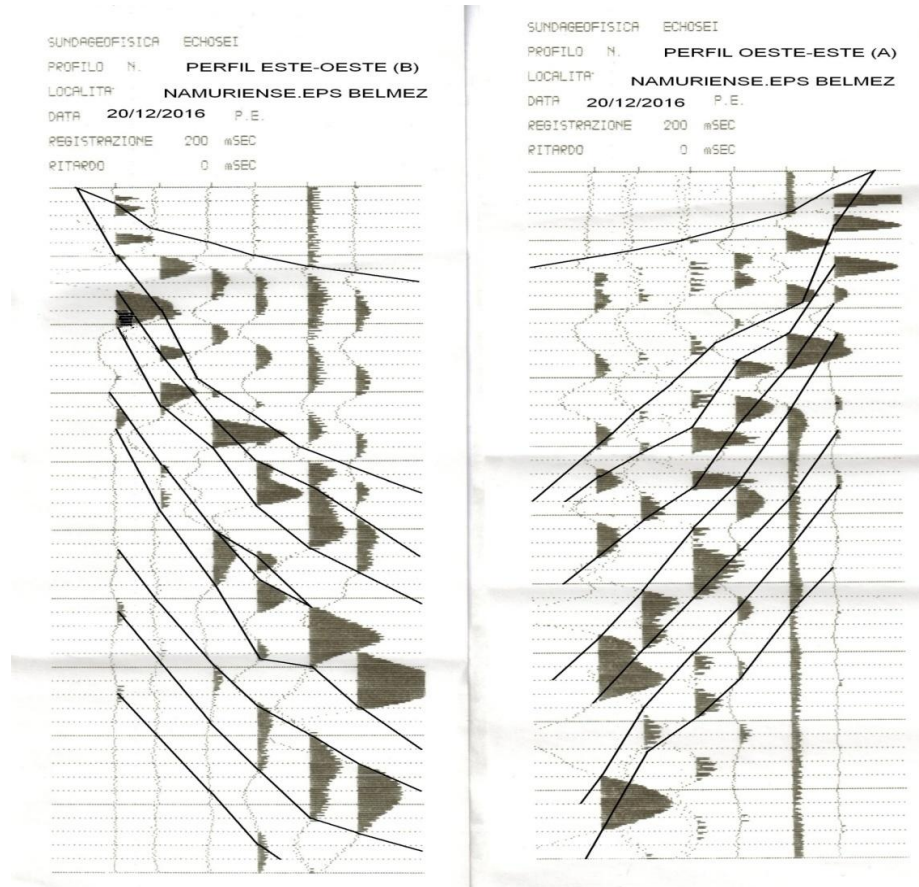 SUNDAGEOFISICA ECHOSEI
PROFILO N. PERFIL ESTE-OESTE (B)
LOCALITA' NAMURIENSE.EPS BELMEZ
DATA 20/12/2016 P.E.
REGISTRAZIONE 200 mSEC
RITARDO 0 mSEC
SUNDAGEOFISICA ECHOSEI
PROFILO N. PERFIL OESTE-ESTE (A)
LOCALITA' NAMURIENSE.EPS BELMEZ
DATA 20/12/2016 P.E.
REGISTRAZIONE 200 mSEC
RITARDO 0 mSEC